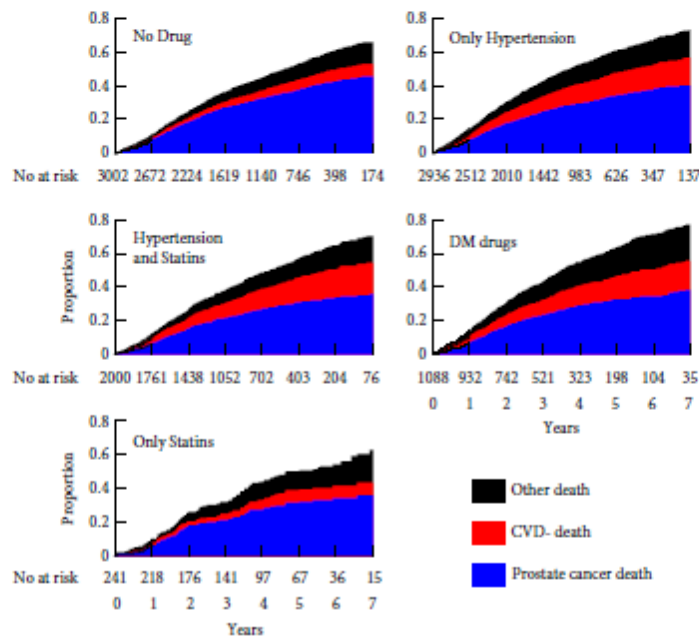 0.8
0.6
0.4
0.2
0
No Drug
No at risk
3002 2672 2224 1619 1140 746 398 174
0.8
0.6
0.4
0.2
0
Only Hypertension
2936 2512 2010 1442 983 626 347 137
Proportion
0.8
0.6
0.4
0.2
0
Hypertension
and Statins
No at risk
2000 1761 1438 1052 702 403 204 76
0.8
0.6
0.4
0.2
0
DM drugs
1088 932 742 521 323 198 104 35
0 1 2 3 4 5 6 7
Years
Proportion
0.8
0.6
0.4
0.2
0
Only Statins
No at risk
241 218 176 141 97 67 36 15
0 1 2 3 4 5 6 7
Years
Other death
CVD- death
Prostate cancer death